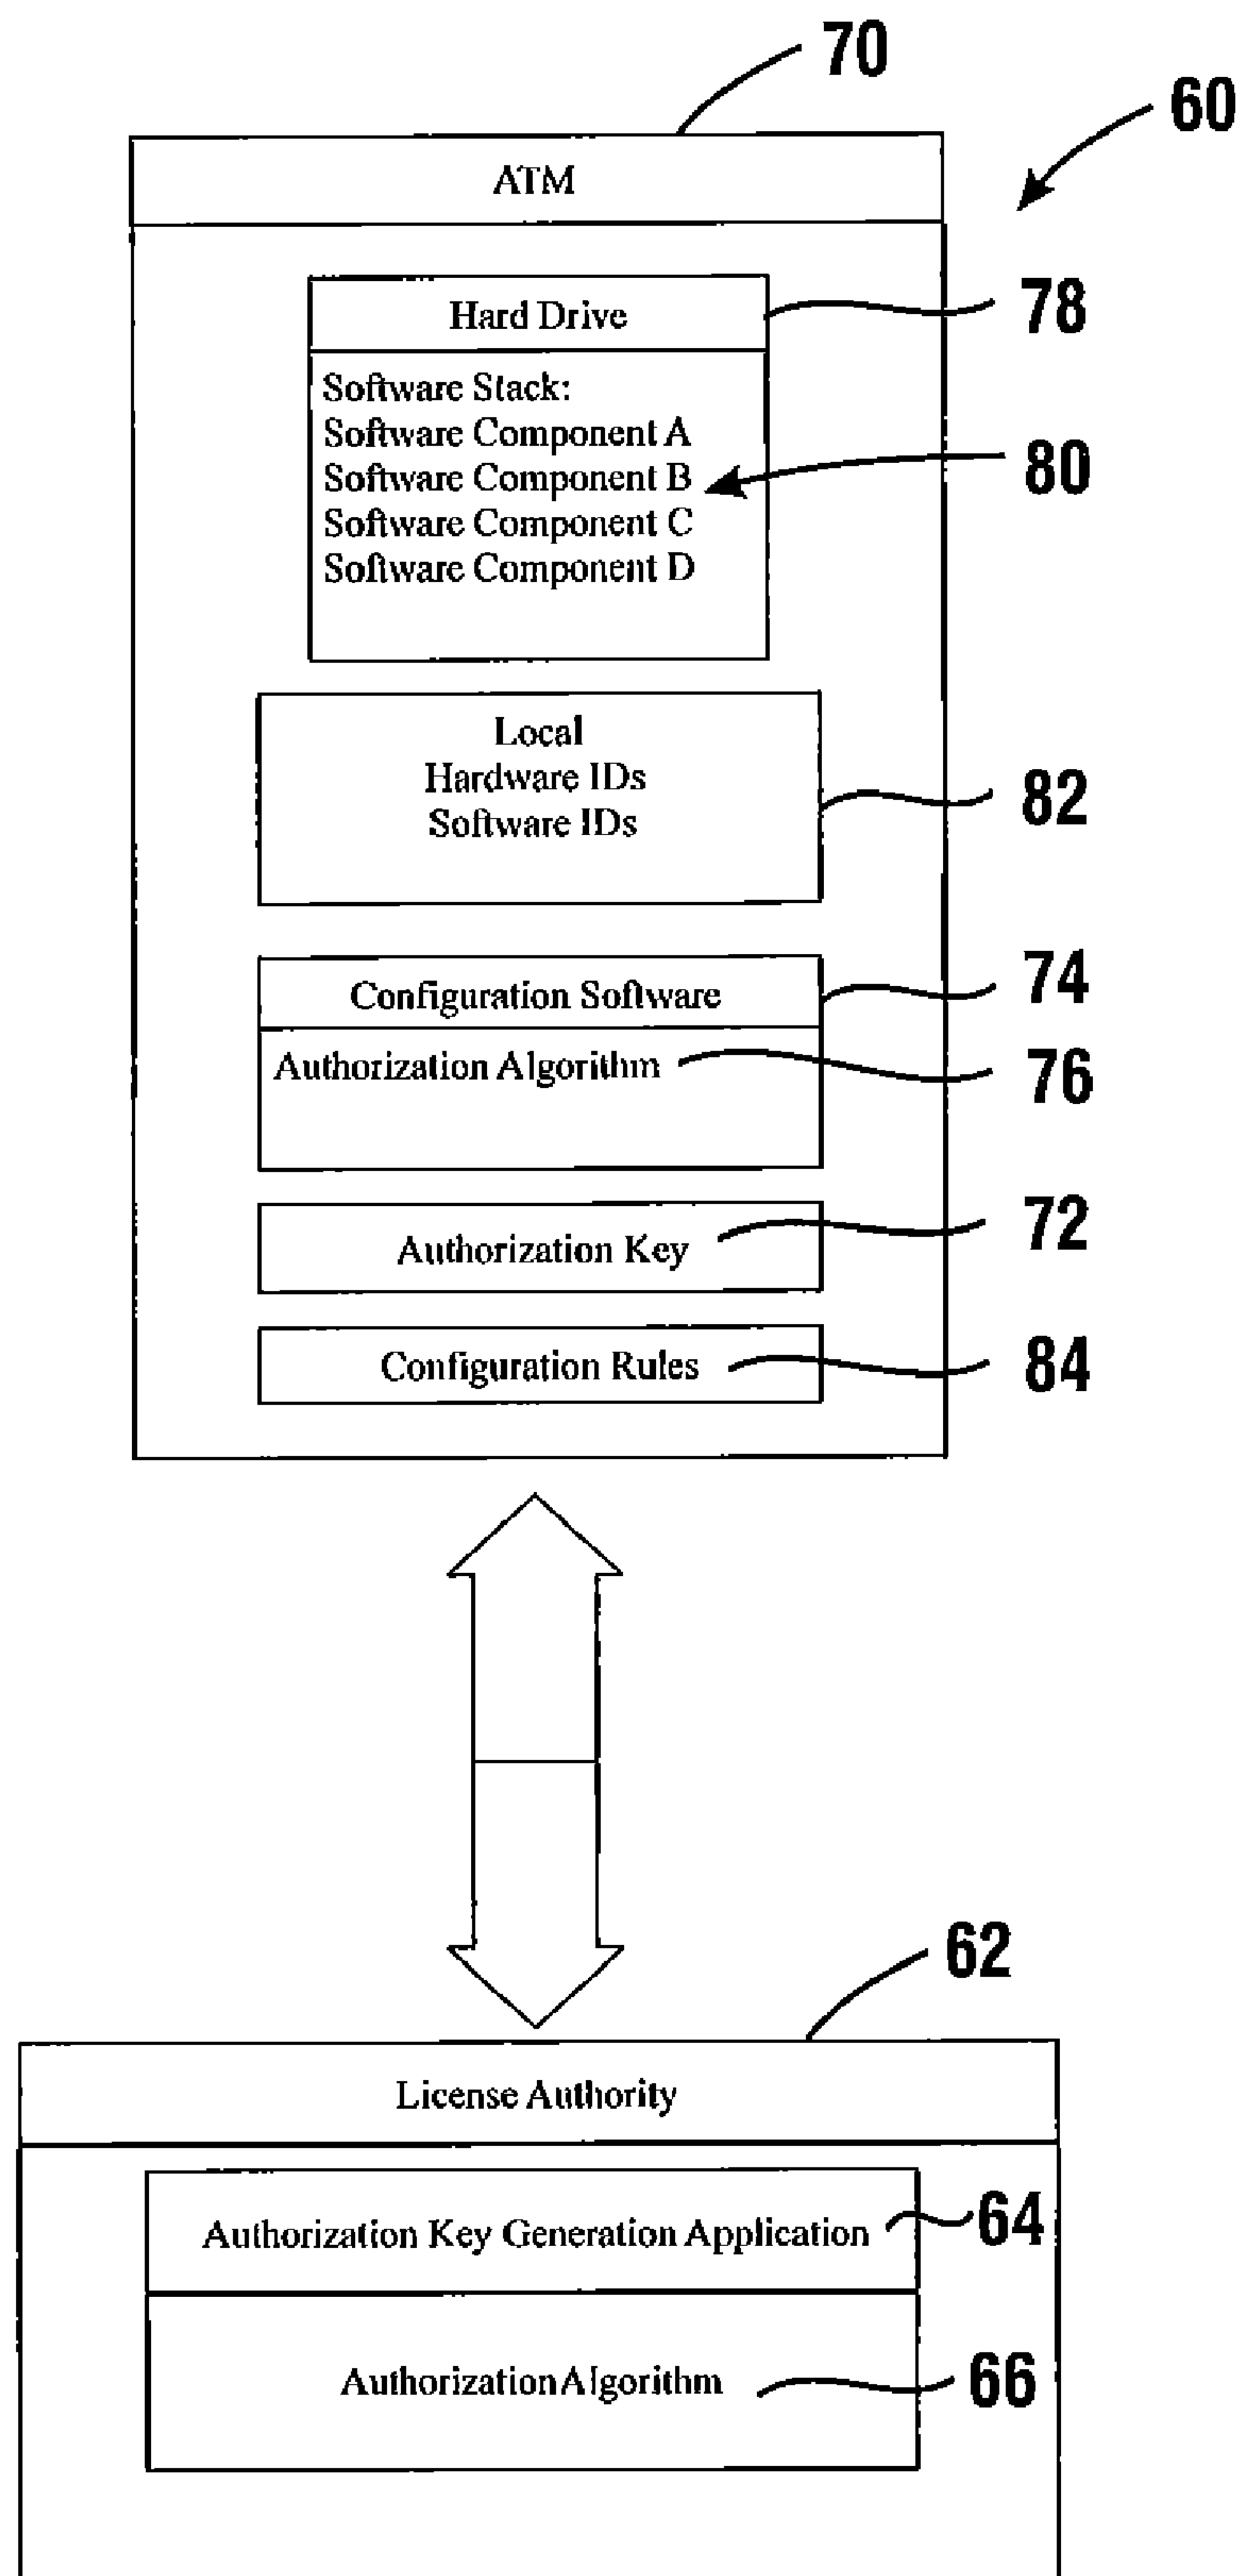 70
60
ATM
Hard Drive
78
Software Stack:
Software Component A
Software Component B
80
Software Component C
Software Component D
Local
Hardware IDs
Software IDs
82
Configuration Software
74
Authorization Algorithm
76
Authorization Key
72
Configuration Rules
84
62
License Authority
Authorization Key Generation Application
64
Authorization Algorithm
66